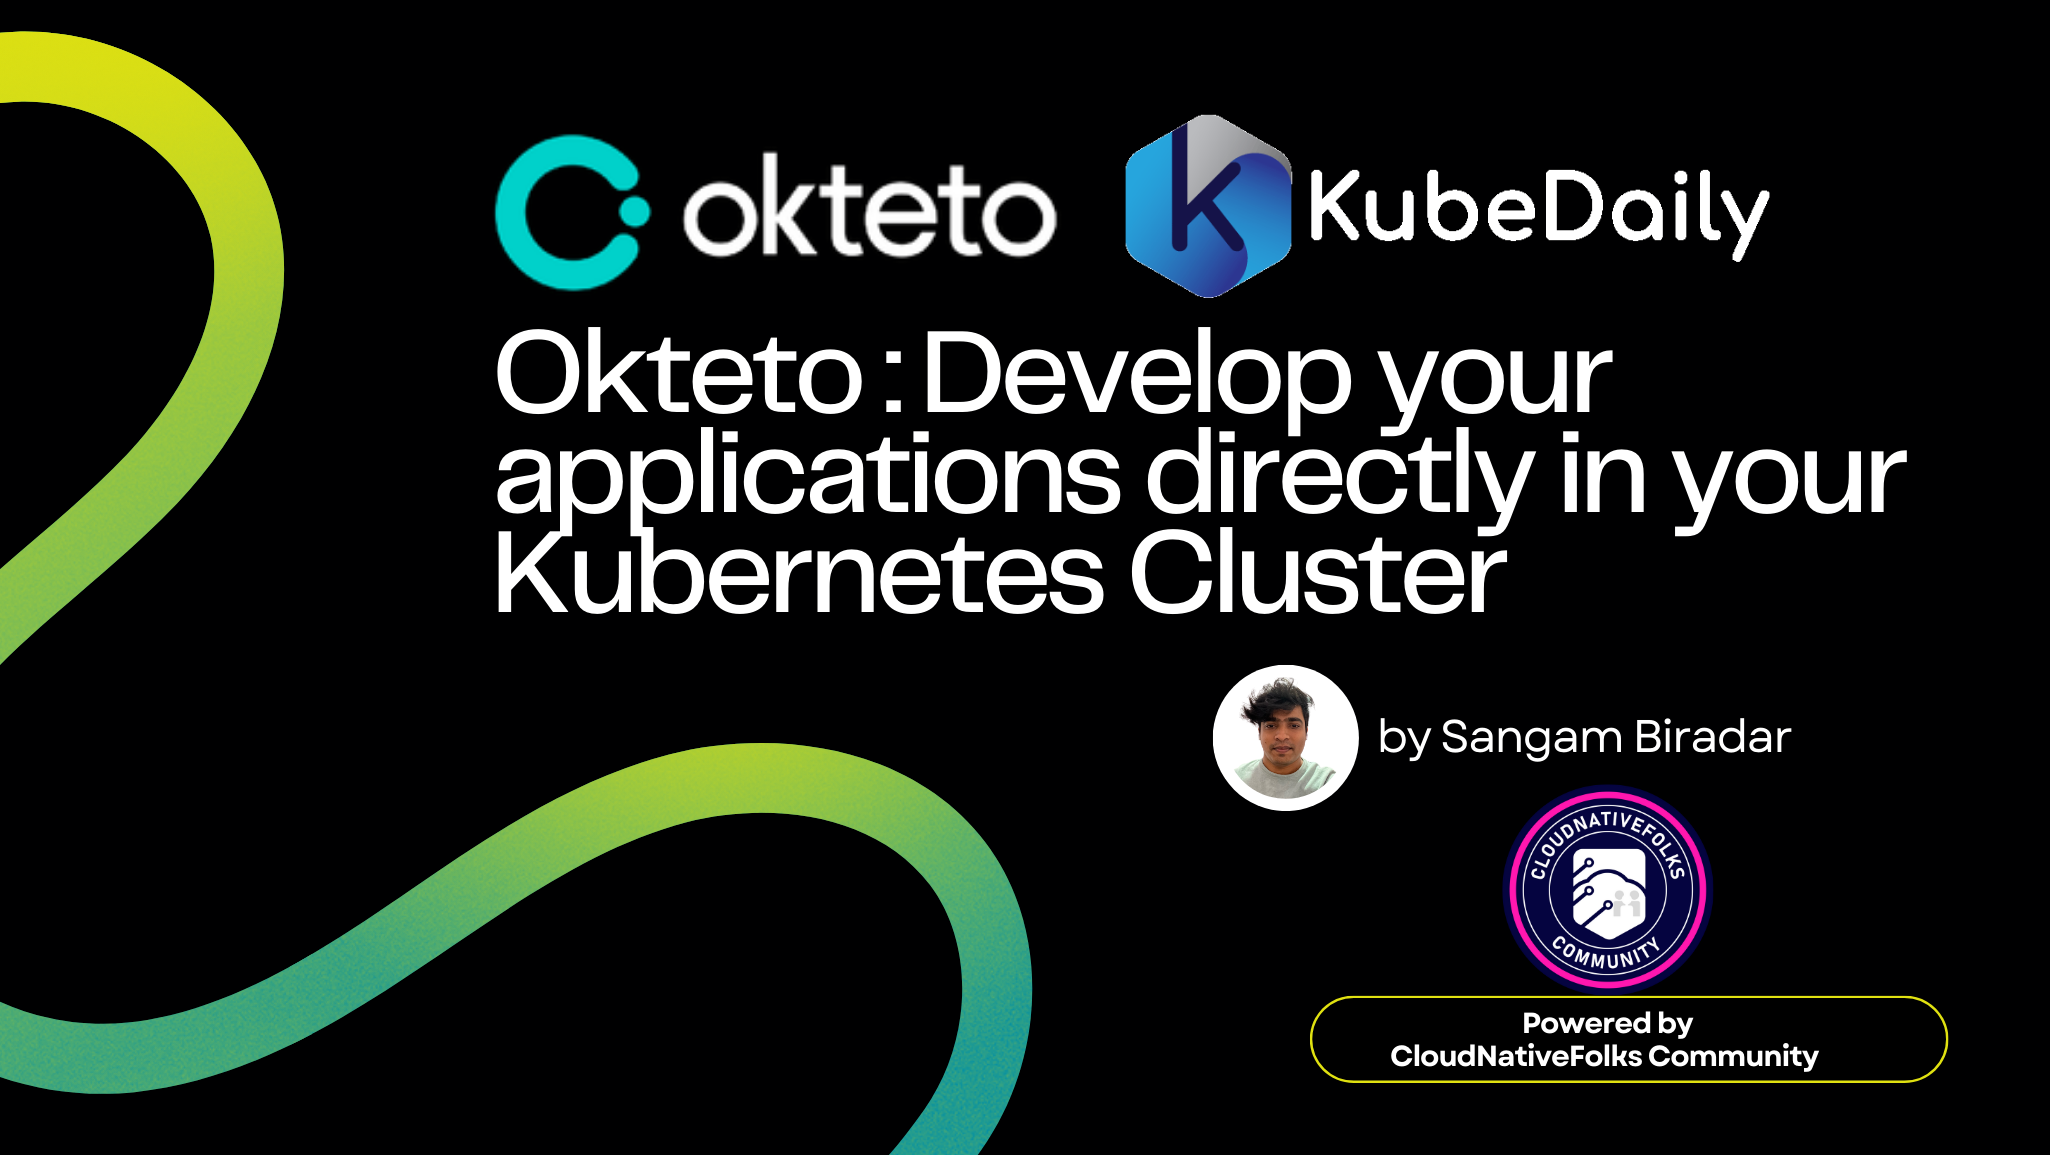 okteto
KubeDaily
Okteto : Develop your
applications directly in your
Kubernetes Cluster
by Sangam Biradar
CLOUDNATIVEFOLKS
COMMUNITY
Powered by
CloudNativeFolks Community